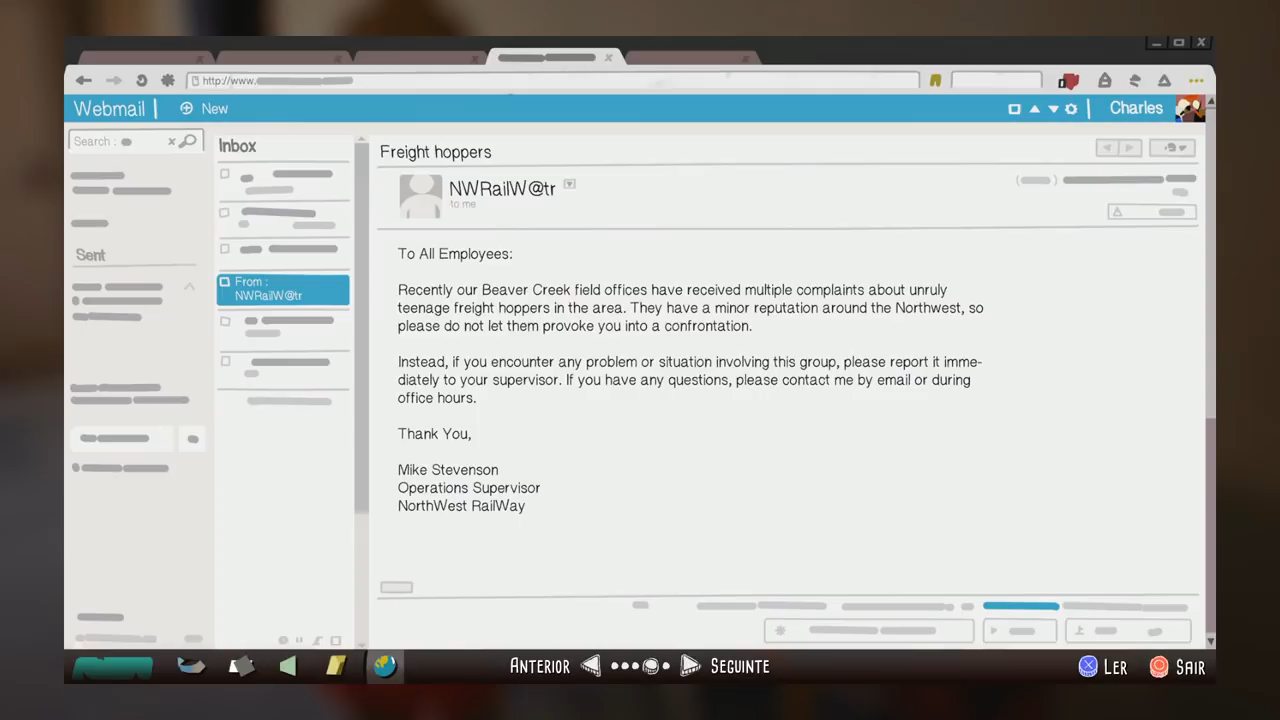 http://www.
Webmail |
New
Charles
Search :
Inbox
Freight hoppers
NWRailW@tr
to me
Sent
From :
NWRailW@tr
To All Employees:
Recently our Beaver Creek field offices have received multiple complaints about unruly
teenage freight hoppers in the area. They have a minor reputation around the Northwest, so
please do not let them provoke you into a confrontation.
Instead, if you encounter any problem or situation involving this group, please report it imme-
diately to your supervisor. If you have any questions, please contact me by email or during
office hours.
Thank You,
Mike Stevenson
Operations Supervisor
NorthWest RailWay
ANTERIOR
SEGUINTE
LER
SAIR